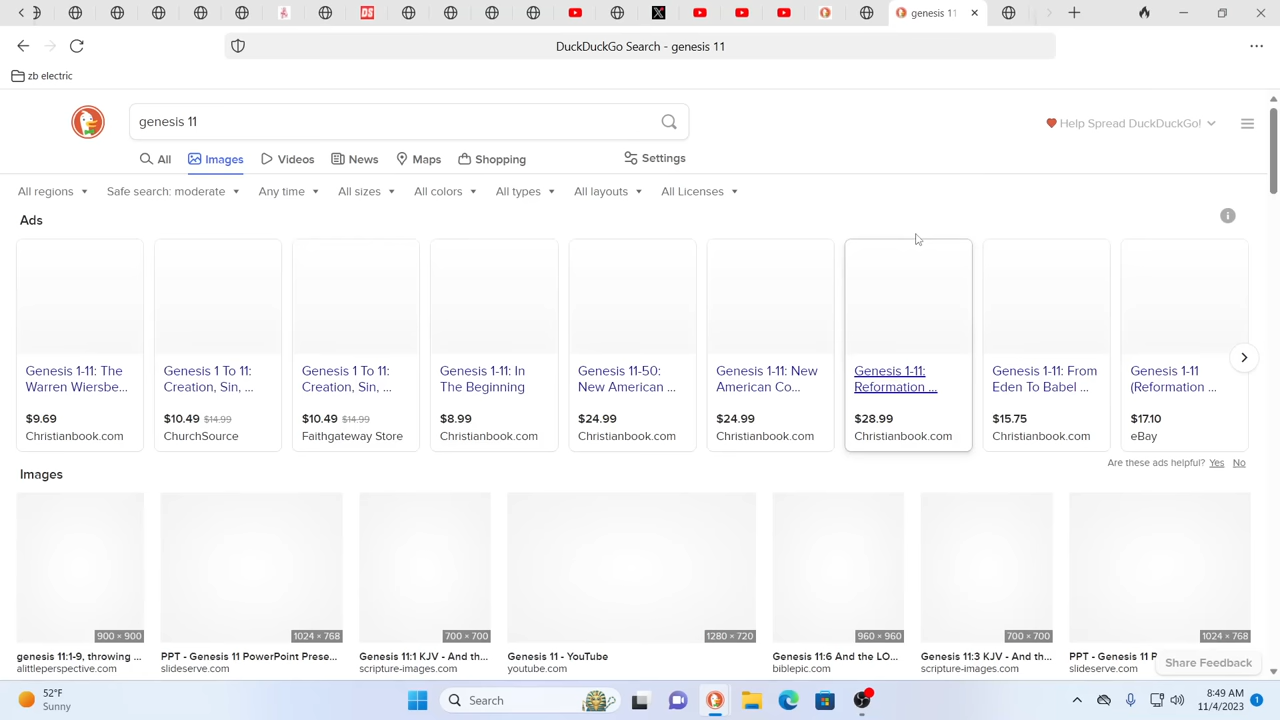 genesis 11
DuckDuckGo Search - genesis 11
zb electric
genesis 11
Help Spread DuckDuckGo!
All
Images
Videos
News
Maps
Shopping
Settings
All regions
Safe search: moderate
Any time
All sizes
All colors
All types
All layouts
All Licenses
Ads
Genesis 1-11: The
Warren Wiersbe...
$9.69
Christianbook.com
Genesis 1 To 11:
Creation, Sin, ...
$10.49 $14.99
ChurchSource
Genesis 1 To 11:
Creation, Sin, ...
$10.49 $14.99
Faithgateway Store
Genesis 1-11: In
The Beginning
$8.99
Christianbook.com
Genesis 11-50:
New American ...
$24.99
Christianbook.com
Genesis 1-11: New
American Co...
$24.99
Christianbook.com
Genesis 1-11:
Reformation ...
$28.99
Christianbook.com
Genesis 1-11: From
Eden To Babel ...
$15.75
Christianbook.com
Genesis 1-11
(Reformation ...
$17.10
eBay
Are these ads helpful? Yes No
Images
900 × 900
genesis 11:1-9, throwing ...
alittleperspective.com
1024 × 768
PPT - Genesis 11 PowerPoint Prese...
slideserve.com
700 × 700
Genesis 11:1 KJV - And th...
scripture-images.com
1280 × 720
Genesis 11 - YouTube
youtube.com
960 × 960
Genesis 11:6 And the LO...
biblepic.com
700 × 700
Genesis 11:3 KJV - And th...
scripture-images.com
1024 × 768
PPT - Genesis 11 P
slideserve.com
Share Feedback
52°F
Sunny
Search
8:49 AM
11/4/2023
1